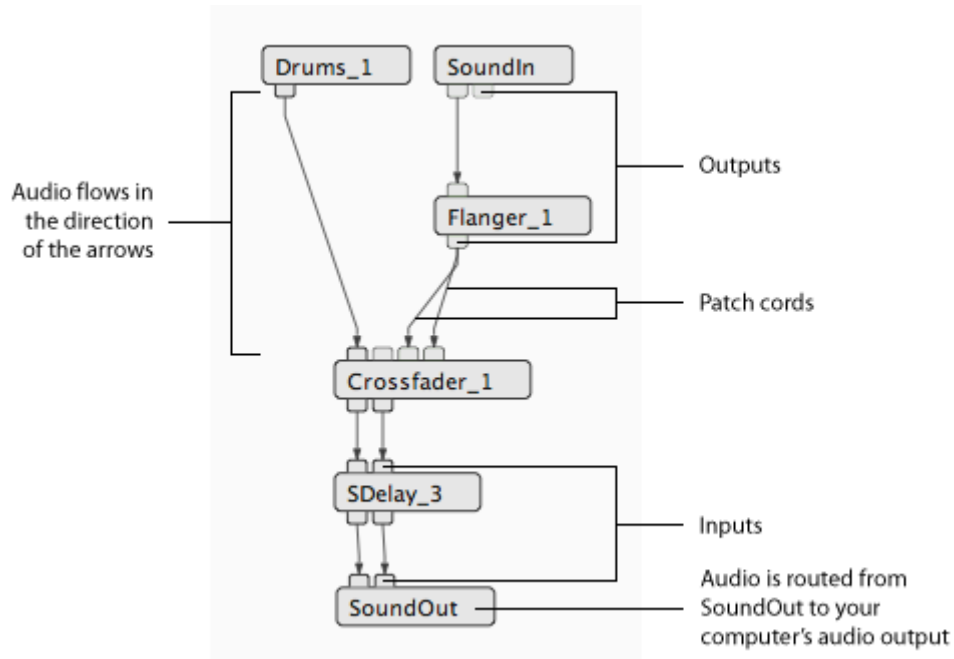 Drums_1
SoundIn
Outputs
Audio flows in
the direction
of the arrows
Flanger_1
Patch cords
Crossfader_1
SDelay_3
Inputs
Audio is routed from
SoundOut to your
computer's audio output
SoundOut